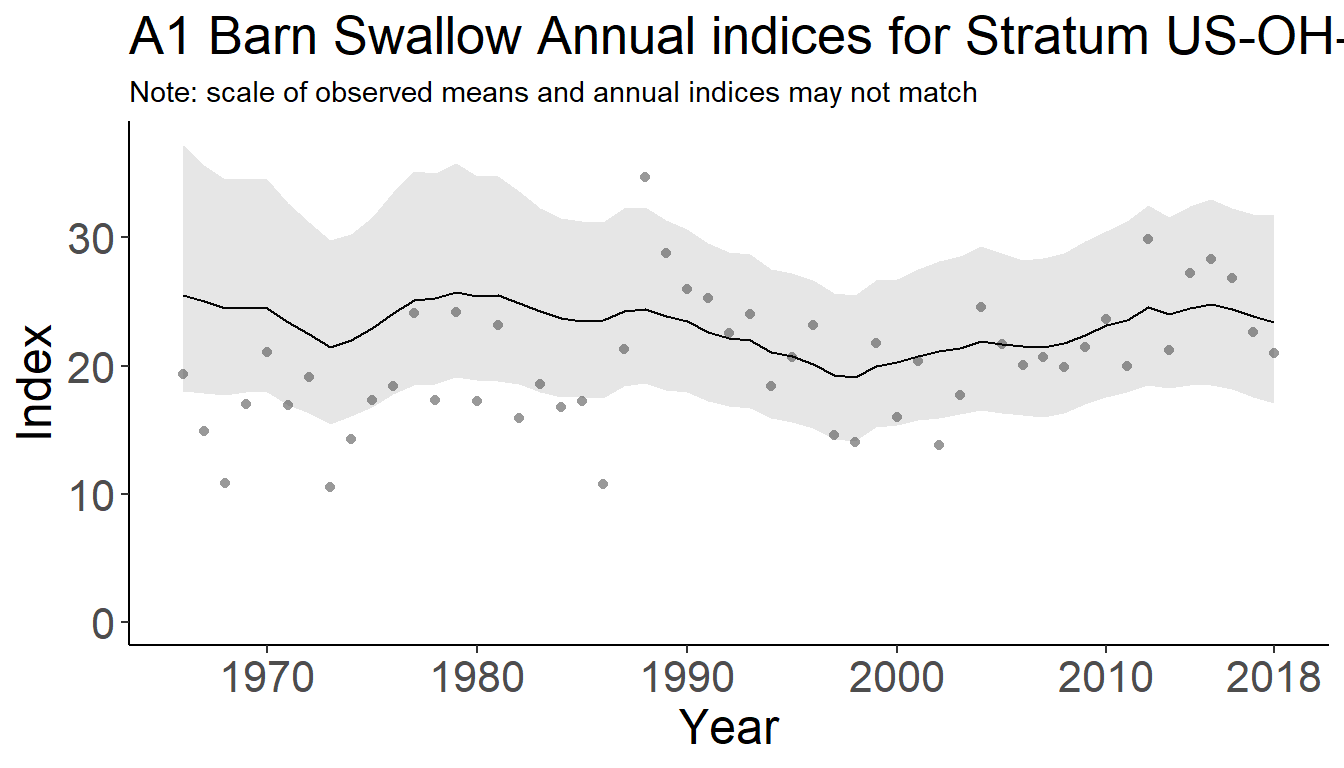 A1 Barn Swallow Annual indices for Stratum US-OH-
Note: scale of observed means and annual indices may not match
Index
30
20
10
0
1970 1980 1990 2000 2010 2018
Year